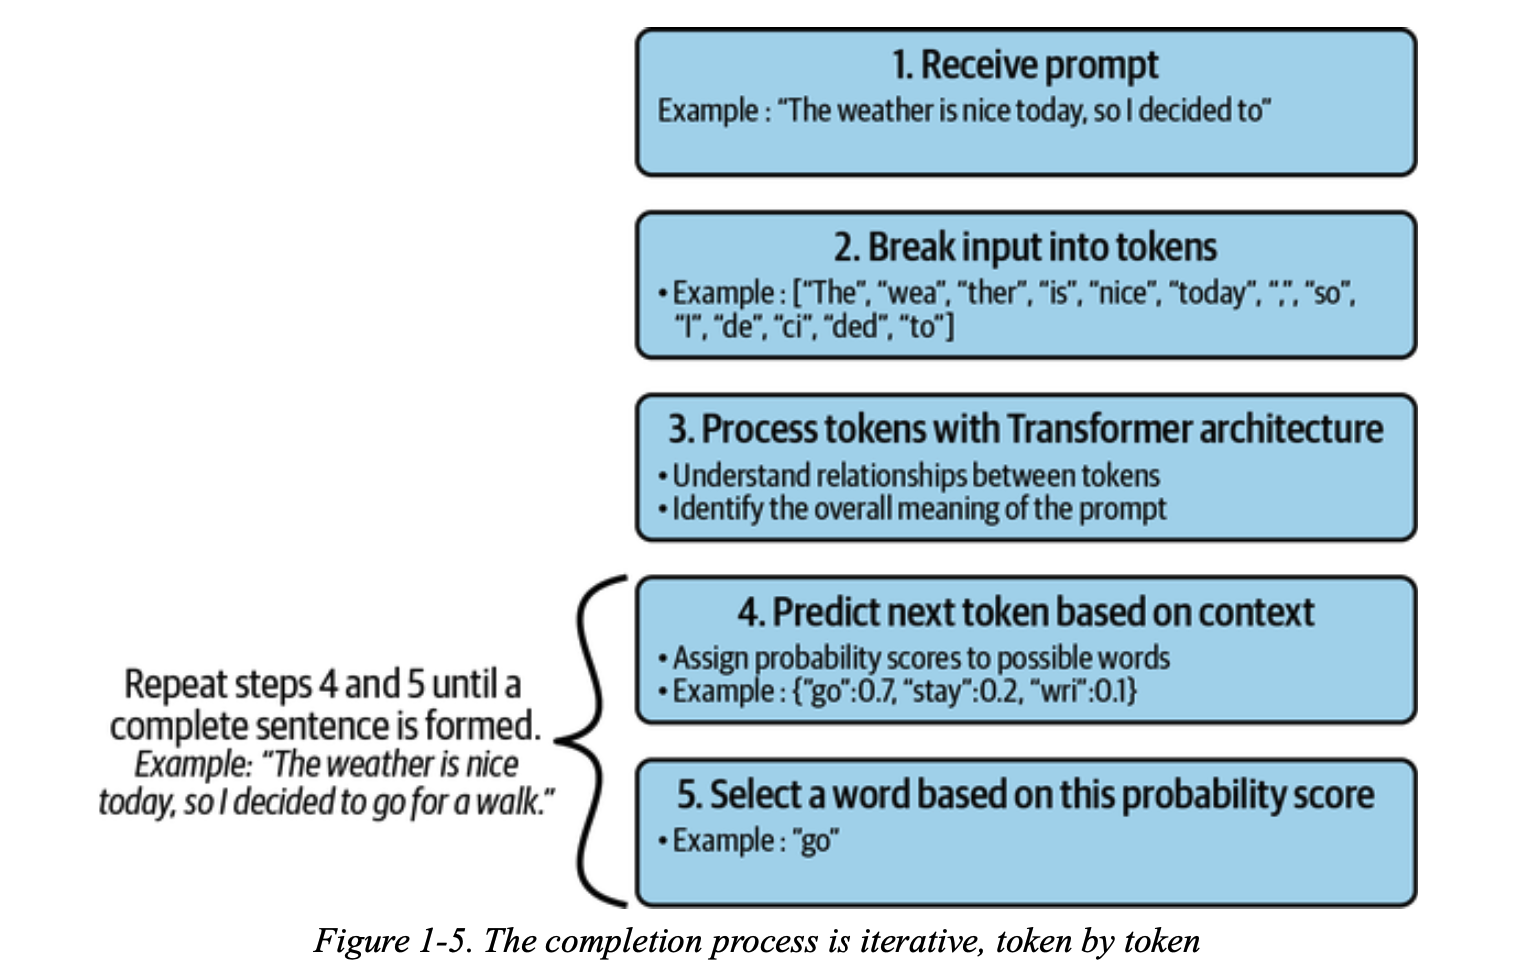 1. Receive prompt
Example : “The weather is nice today, so I decided to”
2. Break input into tokens
• Example : [“The”, “wea”, “ther”, “is”, “nice”, “today”, “,”, “so”,
“I”, “de”, “ci”, “ded”, “to”]
3. Process tokens with Transformer architecture
• Understand relationships between tokens
• Identify the overall meaning of the prompt
4. Predict next token based on context
• Assign probability scores to possible words
• Example : {“go”:0.7, “stay”:0.2, “wri”:0.1}
Repeat steps 4 and 5 until a
complete sentence is formed.
Example: “The weather is nice
today, so I decided to go for a walk.”
5. Select a word based on this probability score
• Example : “go”
Figure 1-5. The completion process is iterative, token by token